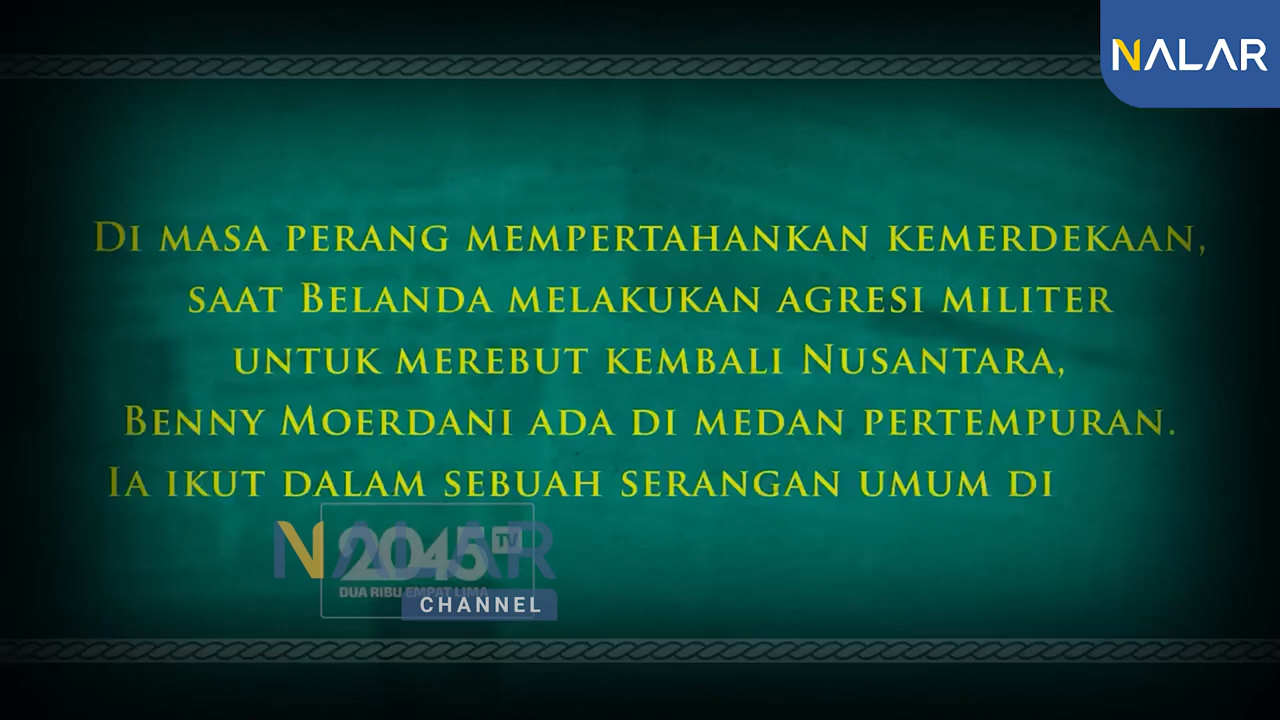 NALAR
Di masa perang mempertahankan kemerdekaan,
saat Belanda melakukan agresi militer
untuk merebut kembali Nusantara,
Benny Moerdani ada di medan pertempuran.
Ia ikut dalam sebuah serangan umum di
NALAR
2045 TV
DUA RIBU EMPAT LIMA
CHANNEL